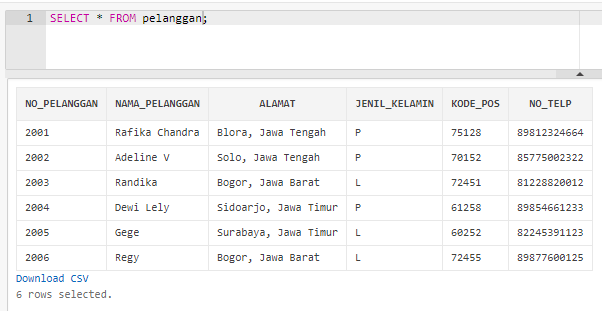 1 SELECT * FROM pelanggan;
NO_PELANGGAN NAMA_PELANGGAN ALAMAT JENIL_KELAMIN KODE_POS NO_TELP
2001 Rafika Chandra Blora, Jawa Tengah P 75128 89812324664
2002 Adeline V Solo, Jawa Tengah P 70152 85775002322
2003 Randika Bogor, Jawa Barat L 72451 81228820012
2004 Dewi Lely Sidoarjo, Jawa Timur P 61258 89854661233
2005 Gege Surabaya, Jawa Timur L 60252 82245391123
2006 Regy Bogor, Jawa Barat L 72455 89877600125
Download CSV
6 rows selected.